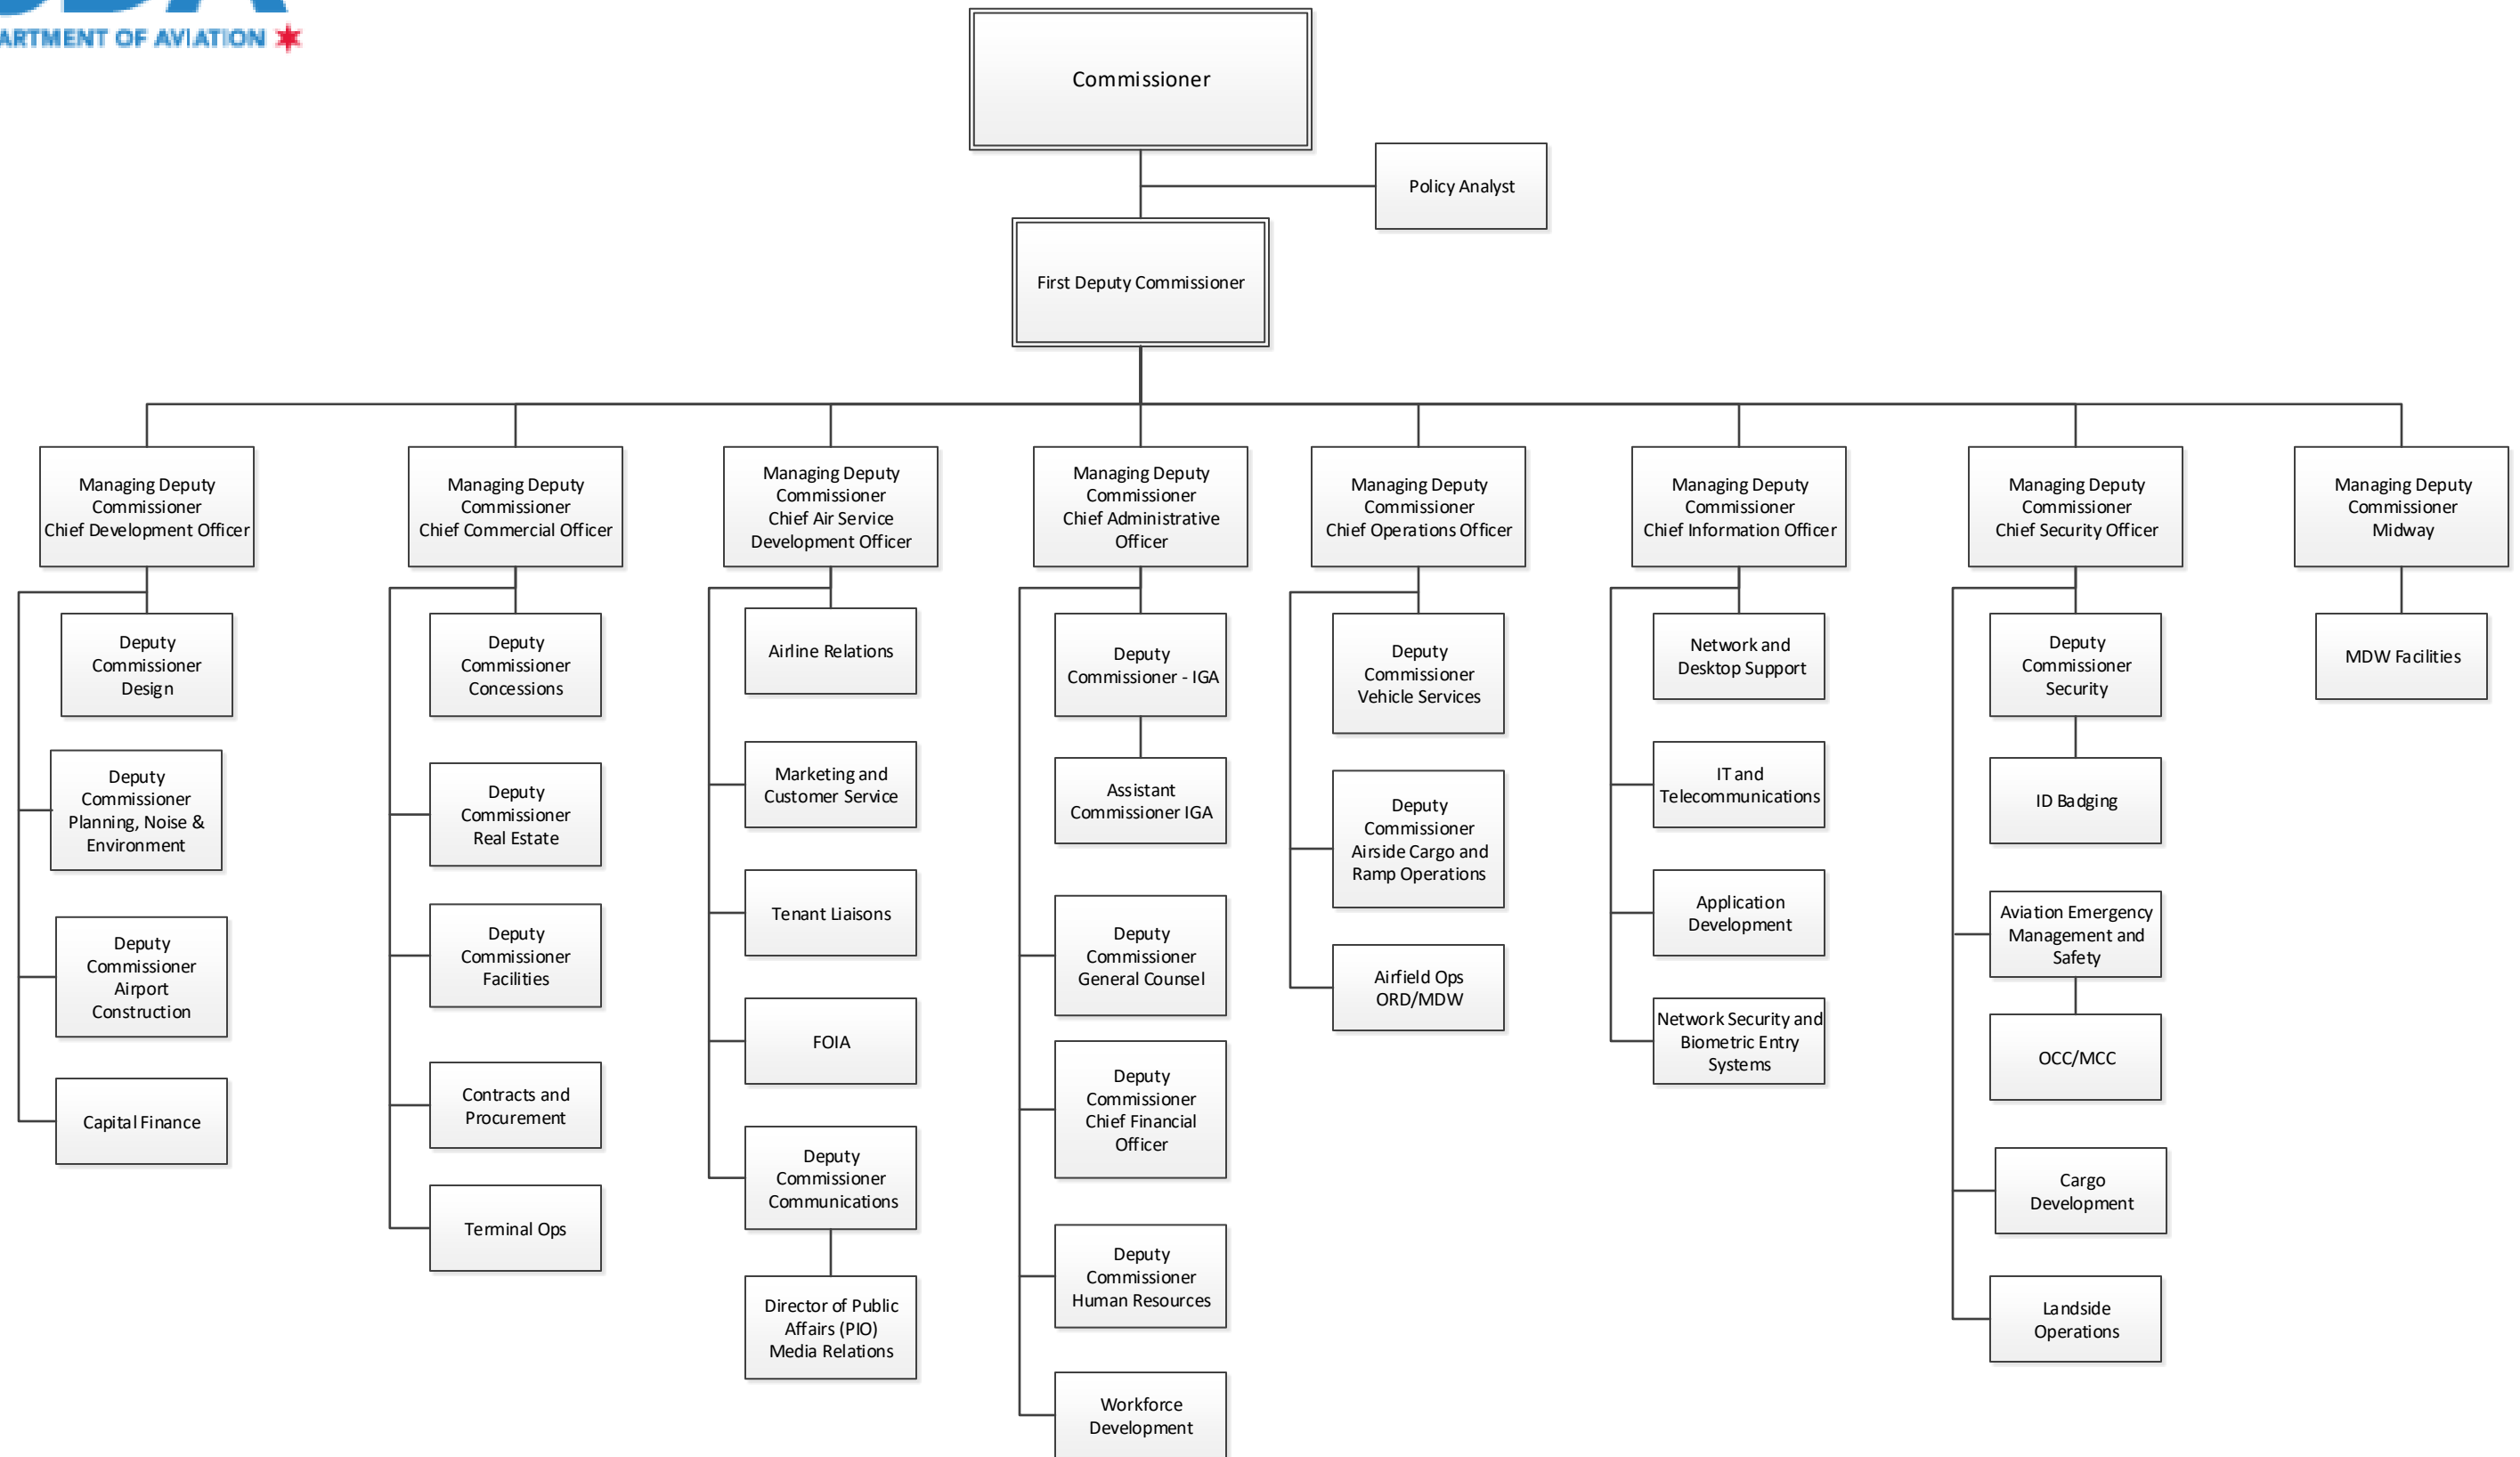 ARTMENT OF AVIATION
Commissioner
Policy Analyst
First Deputy Commissioner
Managing Deputy
Commissioner
Chief Development Officer
Managing Deputy
Commissioner
Chief Commercial Officer
Managing Deputy
Commissioner
Chief Air Service
Development Officer
Managing Deputy
Commissioner
Chief Administrative
Officer
Managing Deputy
Commissioner
Chief Operations Officer
Managing Deputy
Commissioner
Chief Information Officer
Managing Deputy
Commissioner
Chief Security Officer
Managing Deputy
Commissioner
Midway
Deputy
Commissioner
Design
Deputy
Commissioner
Planning, Noise &
Environment
Deputy
Commissioner
Airport
Construction
Capital Finance
Deputy
Commissioner
Concessions
Deputy
Commissioner
Real Estate
Deputy
Commissioner
Facilities
Contracts and
Procurement
Terminal Ops
Airline Relations
Marketing and
Customer Service
Tenant Liaisons
FOIA
Deputy
Commissioner
Communications
Director of Public
Affairs (PIO)
Media Relations
Deputy
Commissioner - IGA
Assistant
Commissioner IGA
Deputy
Commissioner
General Counsel
Deputy
Commissioner
Chief Financial
Officer
Deputy
Commissioner
Human Resources
Workforce
Development
Deputy
Commissioner
Vehicle Services
Deputy
Commissioner
Airside Cargo and
Ramp Operations
Airfield Ops
ORD/MDW
Network and
Desktop Support
IT and
Telecommunications
Application
Development
Network Security and
Biometric Entry
Systems
Deputy
Commissioner
Security
ID Badging
Aviation Emergency
Management and
Safety
OCC/MCC
Cargo
Development
Landside
Operations
MDW Facilities